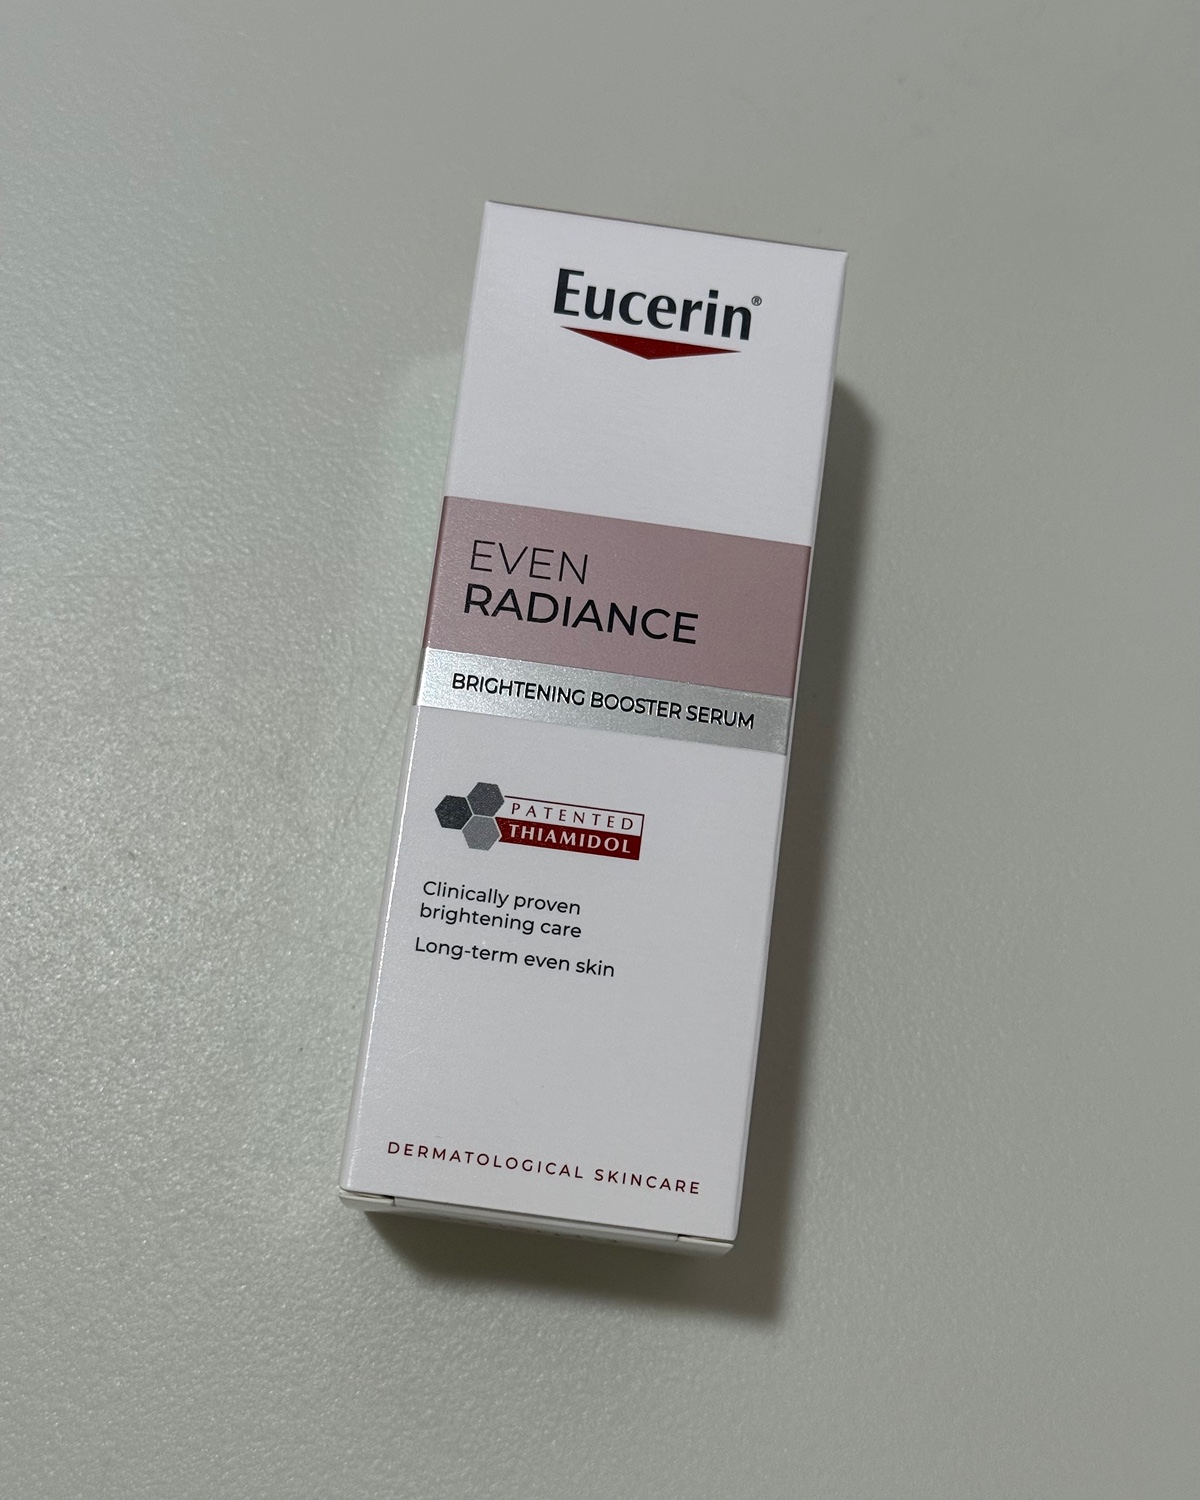 Eucerin®
EVEN
RADIANCE
BRIGHTENING BOOSTER SERUM
PATENTED
THIAMIDOL
Clinically proven
brightening care
Long-term even skin
DERMATOLOGICAL SKINCARE